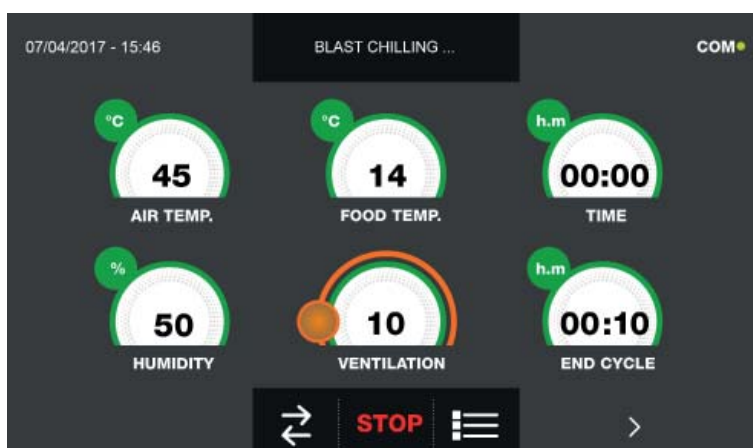 07/04/2017 - 15:46
BLAST CHILLING ...
COM
°C
45
AIR TEMP.
°C
14
FOOD TEMP.
h.m
00:00
TIME
%
50
HUMIDITY
10
VENTILATION
h.m
00:10
END CYCLE
STOP